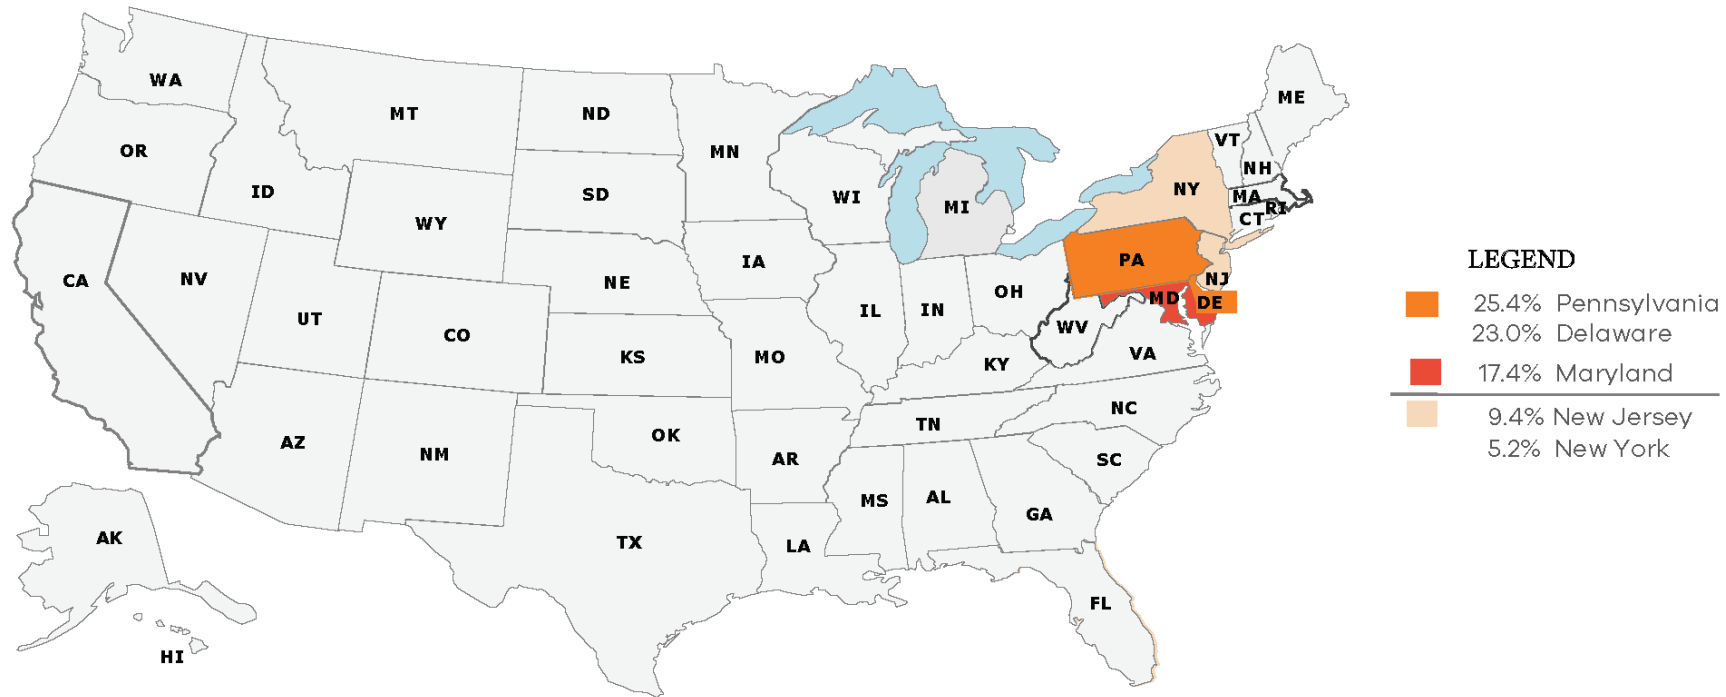 WA
MT
ND
MN
OR
ID
SD
WI
MI
NY
VT
NH
ME
MA
RI
CT
WY
IA
NE
PA
NJ
CA
NV
UT
CO
IL
IN
OH
MD
DE
WV
VA
KS
MO
KY
NC
TN
AZ
NM
OK
AR
SC
MS
AL
GA
AK
TX
LA
FL
HI
LEGEND
25.4% Pennsylvania
23.0% Delaware
17.4% Maryland
9.4% New Jersey
5.2% New York